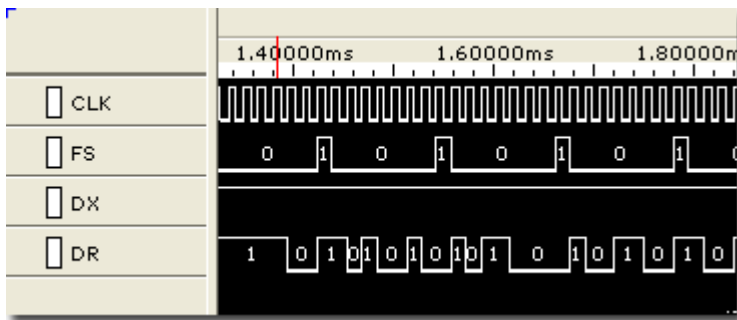 1.40000ms 1.60000ms 1.80000m
CLK
FS 0 1 0 1 0 1 0 1
DX
DR 1 0 1 0 1 0 1 0 1 0 1 0 1 0 1 0 1 0